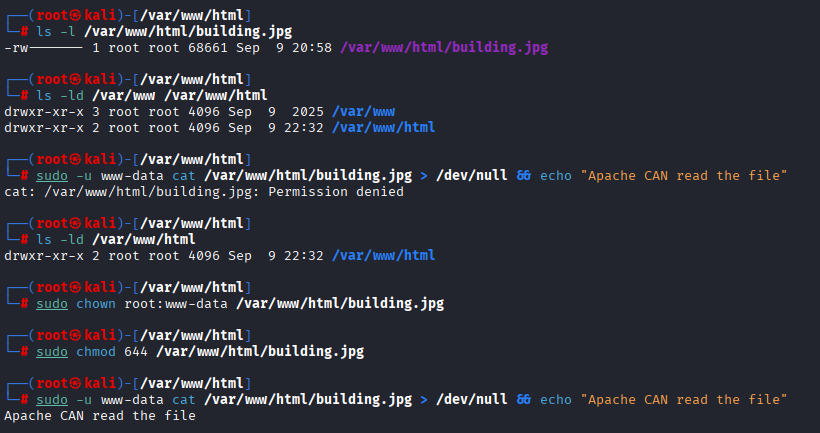 ┌──(root㉿kali)-[/var/www/html]
└─# ls -l /var/www/html/building.jpg
-rw------- 1 root root 68661 Sep  9 20:58 /var/www/html/building.jpg
┌──(root㉿kali)-[/var/www/html]
└─# ls -ld /var/www /var/www/html
drwxr-xr-x 3 root root 4096 Sep  9  2025 /var/www
drwxr-xr-x 2 root root 4096 Sep  9 22:32 /var/www/html
┌──(root㉿kali)-[/var/www/html]
└─# sudo -u www-data cat /var/www/html/building.jpg > /dev/null && echo "Apache CAN read the file"
cat: /var/www/html/building.jpg: Permission denied
┌──(root㉿kali)-[/var/www/html]
└─# ls -ld /var/www/html
drwxr-xr-x 2 root root 4096 Sep  9 22:32 /var/www/html
┌──(root㉿kali)-[/var/www/html]
└─# sudo chown root:www-data /var/www/html/building.jpg
┌──(root㉿kali)-[/var/www/html]
└─# sudo chmod 644 /var/www/html/building.jpg
┌──(root㉿kali)-[/var/www/html]
└─# sudo -u www-data cat /var/www/html/building.jpg > /dev/null && echo "Apache CAN read the file"
Apache CAN read the file